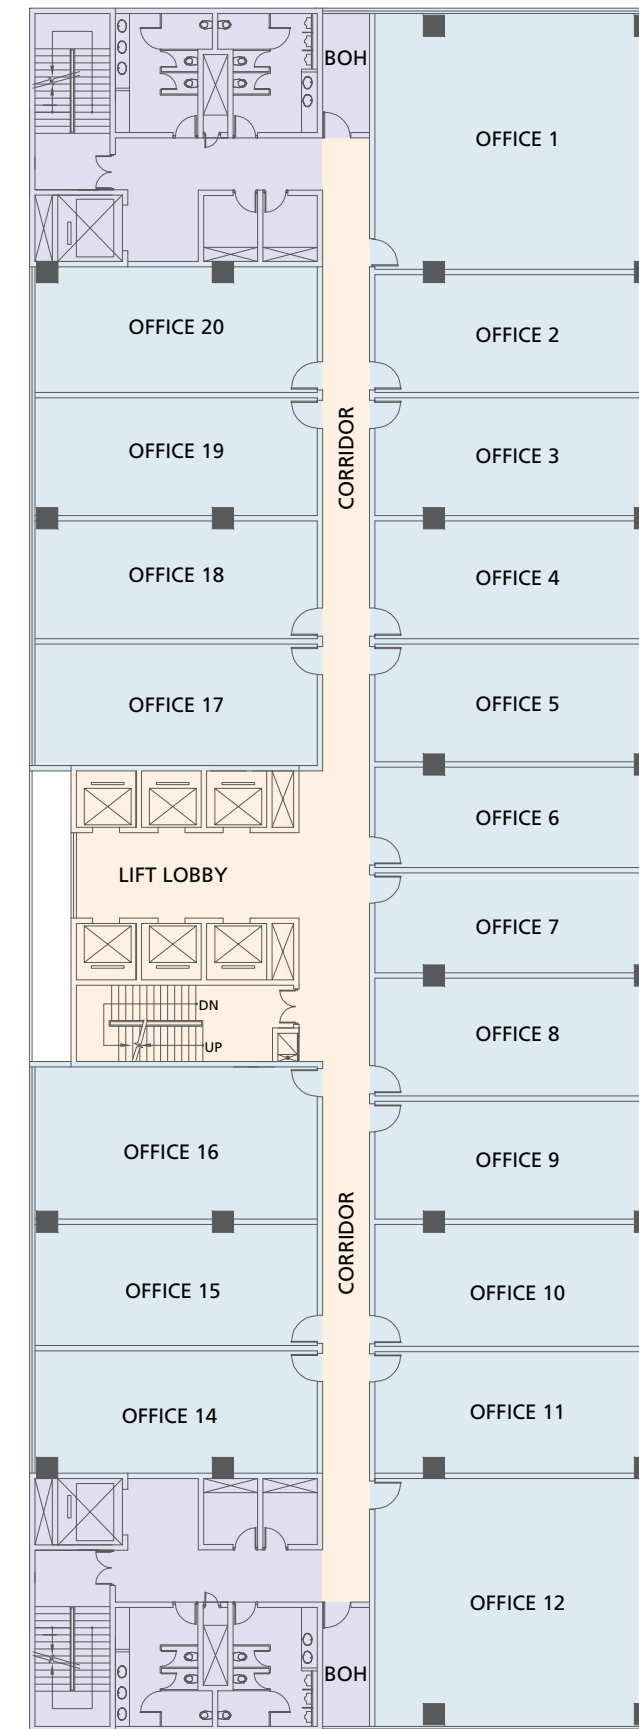 BOH
OFFICE 1
OFFICE 20
OFFICE 2
CORRIDOR
OFFICE 19
OFFICE 3
OFFICE 18
OFFICE 4
OFFICE 17
OFFICE 5
OFFICE 6
LIFT LOBBY
OFFICE 7
DN
OFFICE 8
UP
OFFICE 16
OFFICE 9
CORRIDOR
OFFICE 15
OFFICE 10
OFFICE 14
OFFICE 11
OFFICE 12
BOH